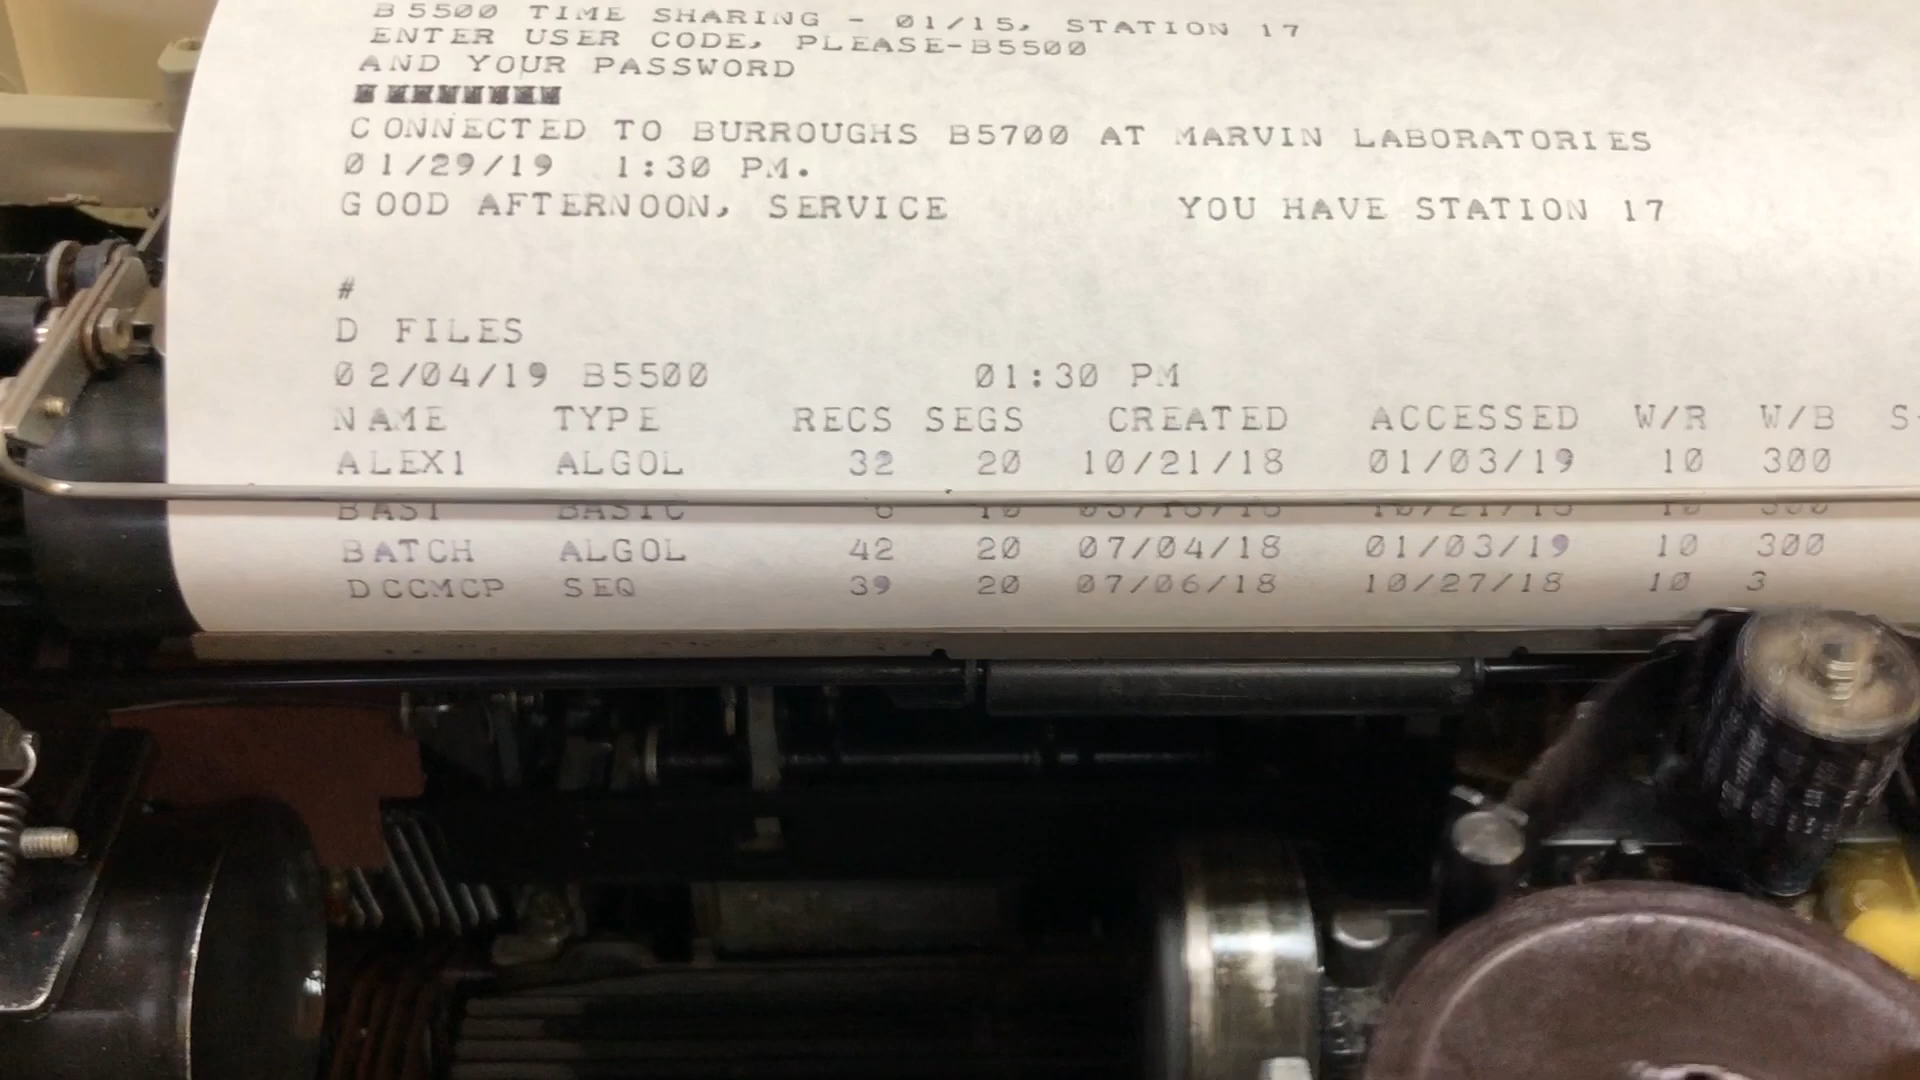 B5500 TIME SHARING - 01/15, STATION 17
ENTER USER CODE, PLEASE-B5500
AND YOUR PASSWORD
CONNECTED TO BURROUGHS B5700 AT MARVIN LABORATORIES
01/29/19 1:30 PM.
GOOD AFTERNOON, SERVICE YOU HAVE STATION 17
#
D FILES
02/04/19 B5500 01:30 PM
NAME TYPE RECS SEGS CREATED ACCESSED W/R W/B
ALEX1 ALGOL 32 20 10/21/18 01/03/19 10 300
BASIC 10 300
BATCH ALGOL 42 20 07/04/18 01/03/19 10 300
DCCMCP SEQ 39 20 07/06/18 10/27/18 10 3